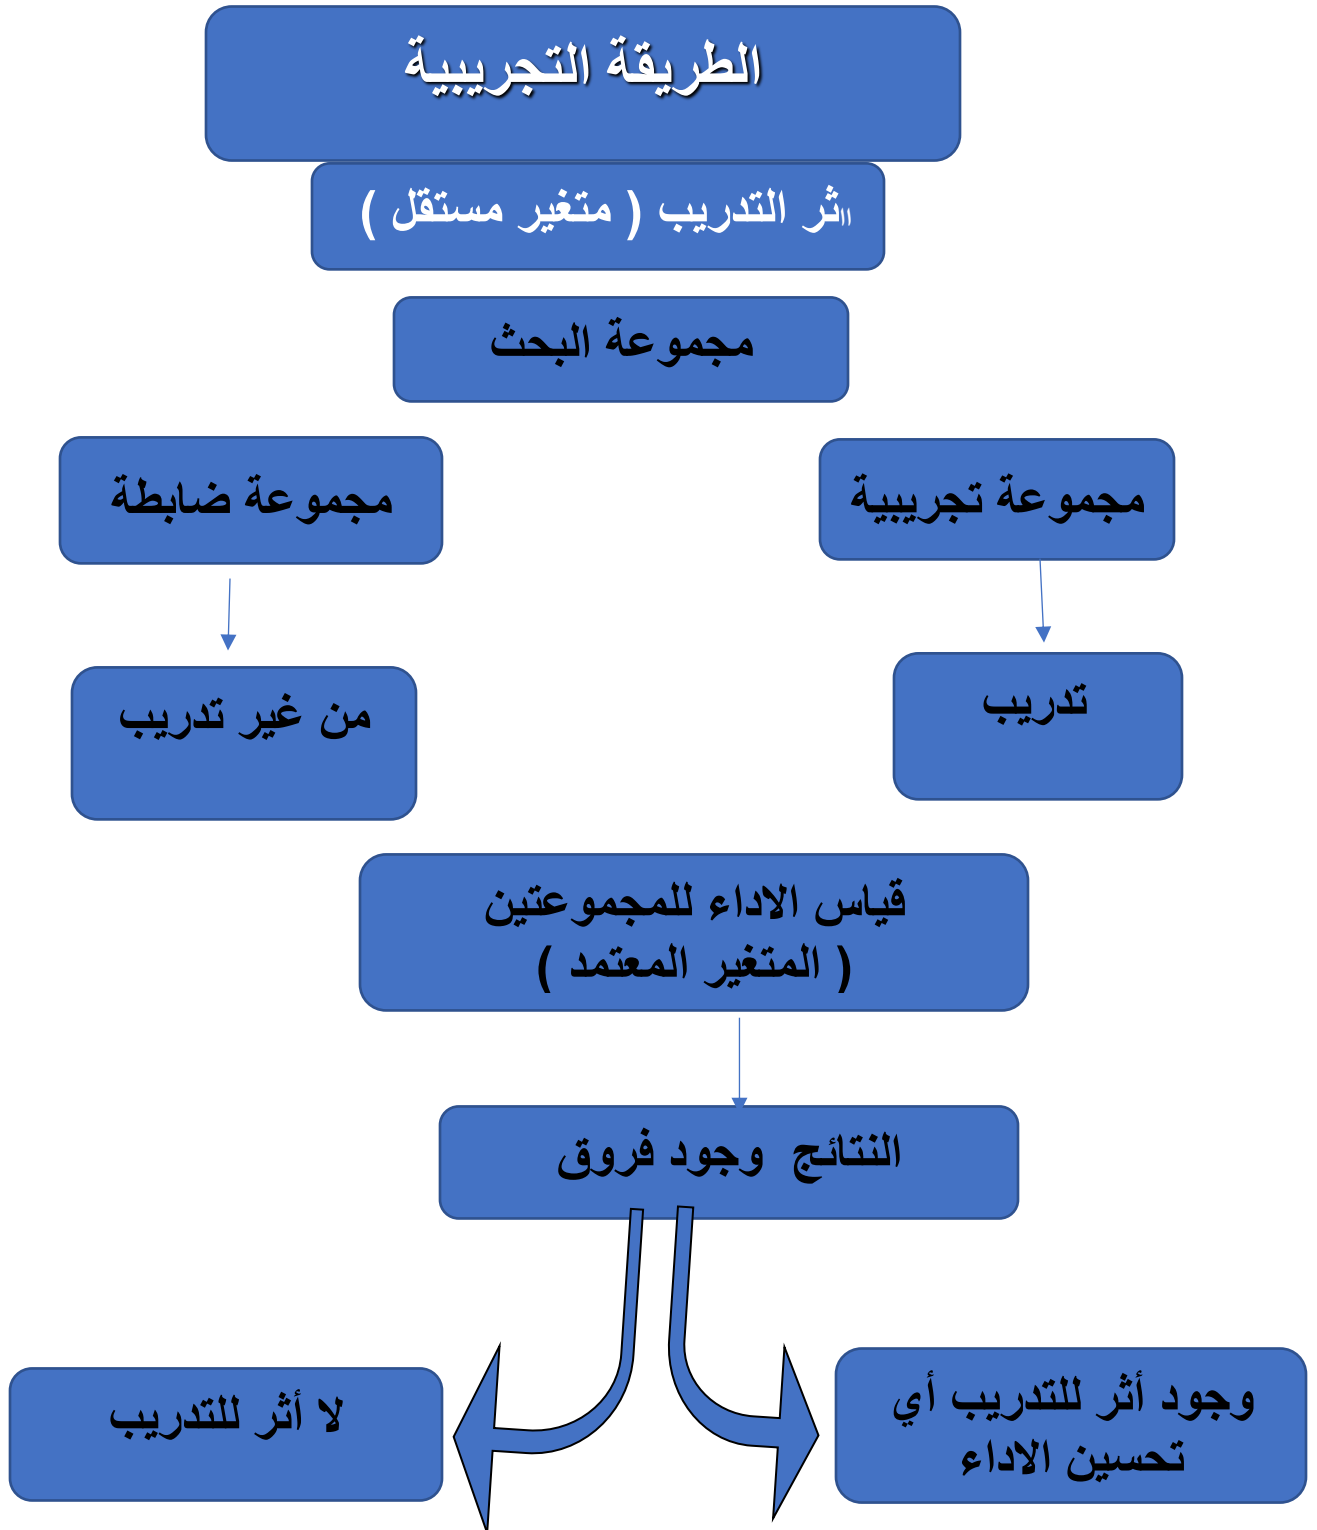 الطريقة التجريبية
ااثر التدريب ( متغير مستقل )
مجموعة البحث
مجموعة تجريبية
مجموعة ضابطة
تدريب
من غير تدريب
قياس الاداء للمجموعتين
( المتغير المعتمد )
النتائج وجود فروق
وجود أثر للتدريب أي
تحسين الاداء
لا أثر للتدريب